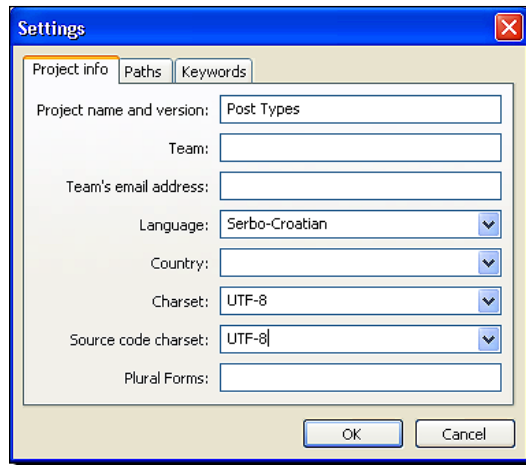 Settings
Project info Paths Keywords
Project name and version: Post Types
Team:
Team's email address:
Language: Serbo-Croatian
Country:
Charset: UTF-8
Source code charset: UTF-8
Plural Forms:
OK Cancel